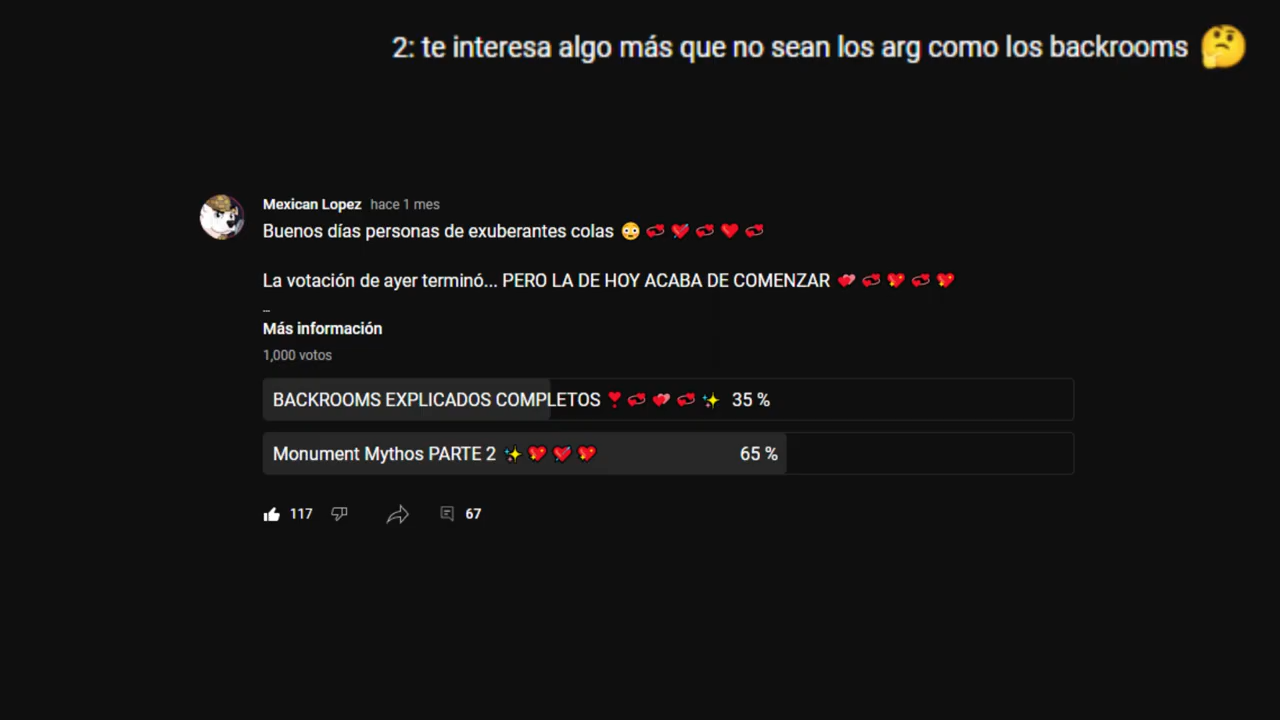 2: te interesa algo más que no sean los arg como los backrooms 🤔
Mexican Lopez hace 1 mes
Buenos días personas de exuberantes colas 😳 💞 💘 💞 ❤️ 💞
La votación de ayer terminó... PERO LA DE HOY ACABA DE COMENZAR 💕 💞 💖 💞 💖
...
Más información
1,000 votos
BACKROOMS EXPLICADOS COMPLETOS ❣️ 💞 💕 💞 ✨ 35 %
Monument Mythos PARTE 2 ✨ 💖 💘 💖 65 %
117 67